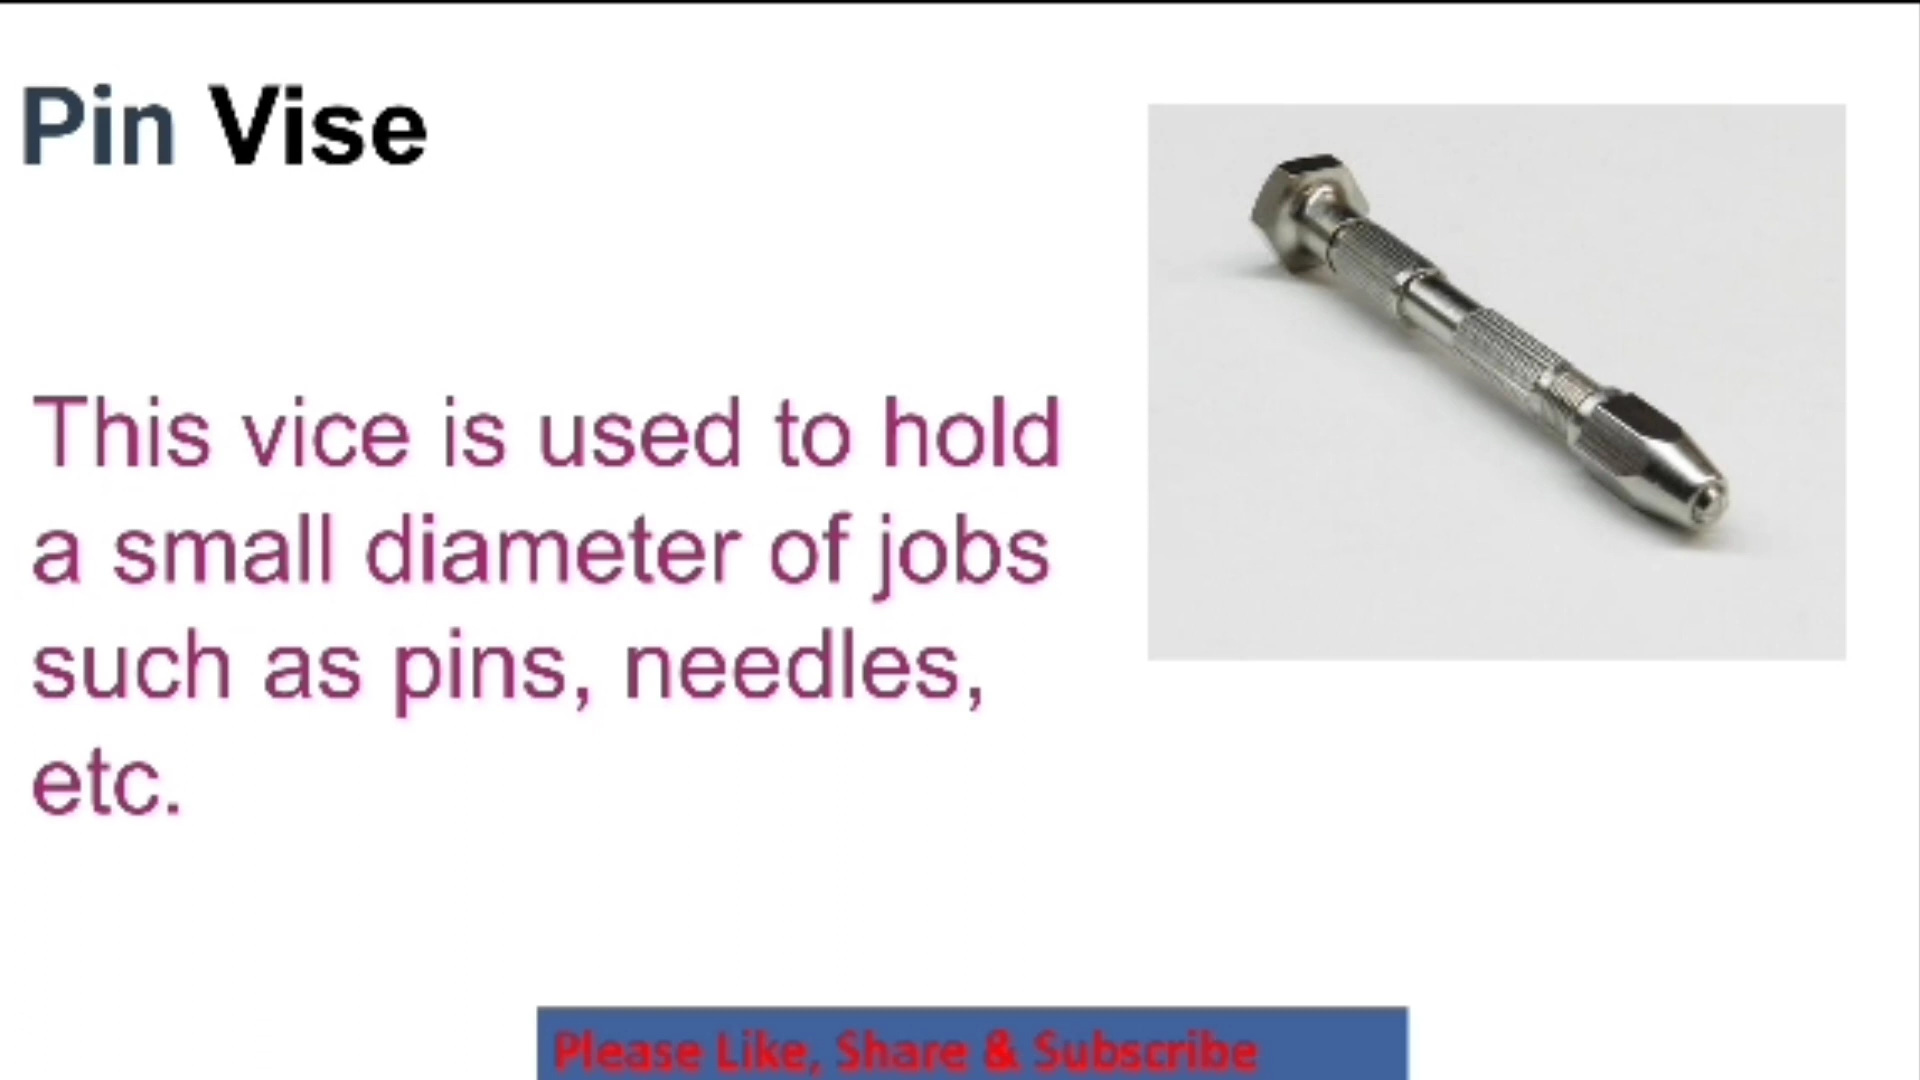 Pin Vise
This vice is used to hold
a small diameter of jobs
such as pins, needles,
etc.
Please Like, Share & Subscribe